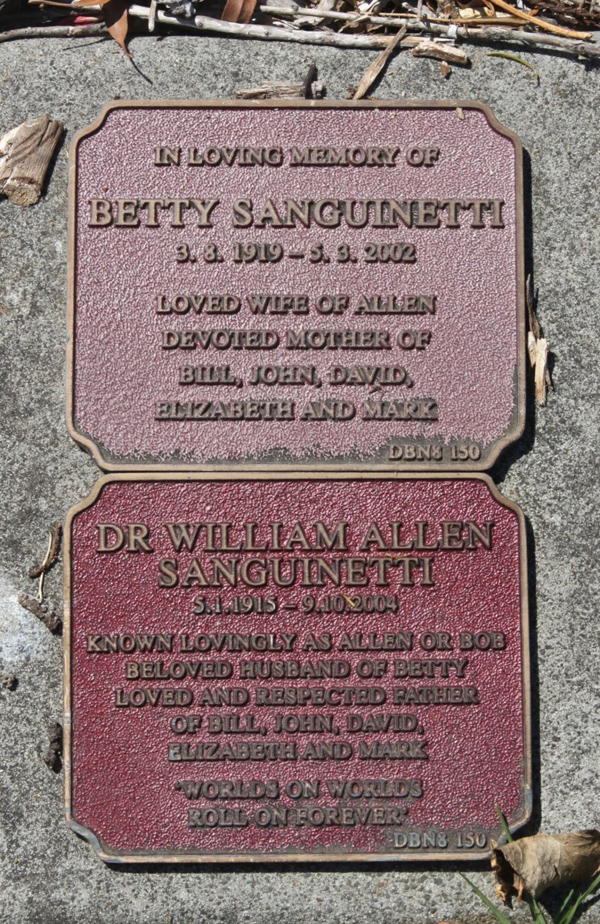 IN LOVING MEMORY OF
BETTY SANGUINETTI
3. 8. 1919 – 5. 3. 2002
LOVED WIFE OF ALLEN
DEVOTED MOTHER OF
BILL, JOHN, DAVID,
ELIZABETH AND MARK
DBN8 150
DR WILLIAM ALLEN
SANGUINETTI
5.1.1915 – 9.10.2004
KNOWN LOVINGLY AS ALLEN OR BOB
BELOVED HUSBAND OF BETTY
LOVED AND RESPECTED FATHER
OF BILL, JOHN, DAVID,
ELIZABETH AND MARK
'WORLDS ON WORLDS
ROLL ON FOREVER'
DBN8 150